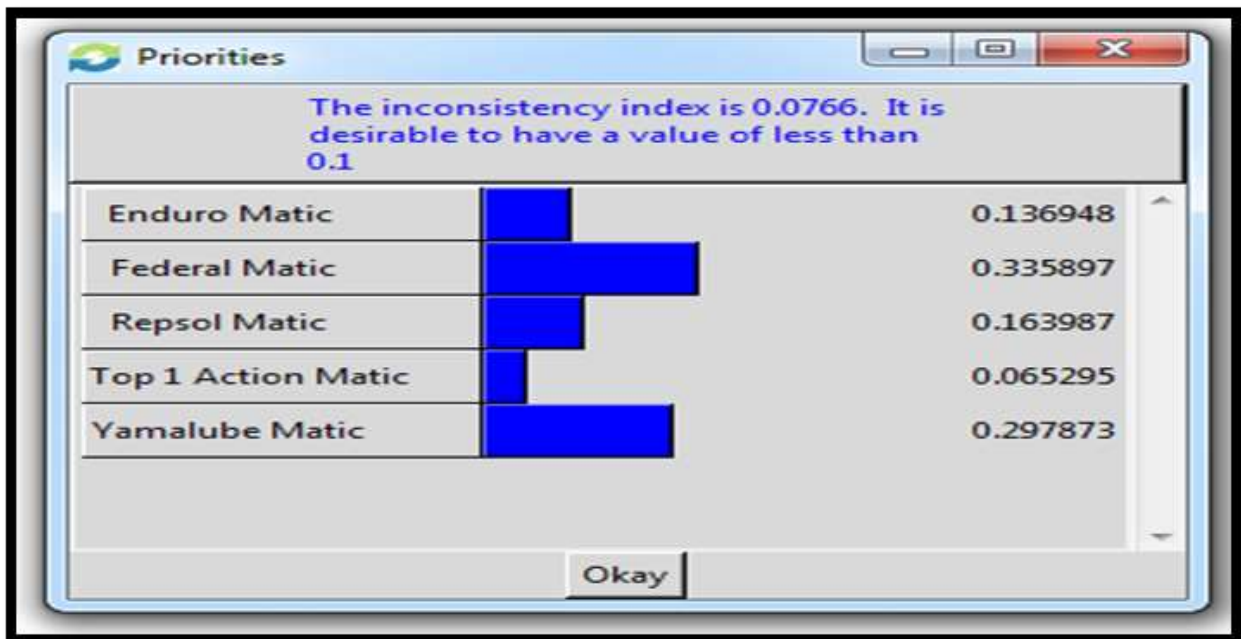 Priorities
The inconsistency index is 0.0766. It is
desirable to have a value of less than
0.1
Enduro Matic 0.136948
Federal Matic 0.335897
Repsol Matic 0.163987
Top 1 Action Matic 0.065295
Yamalube Matic 0.297873
Okay